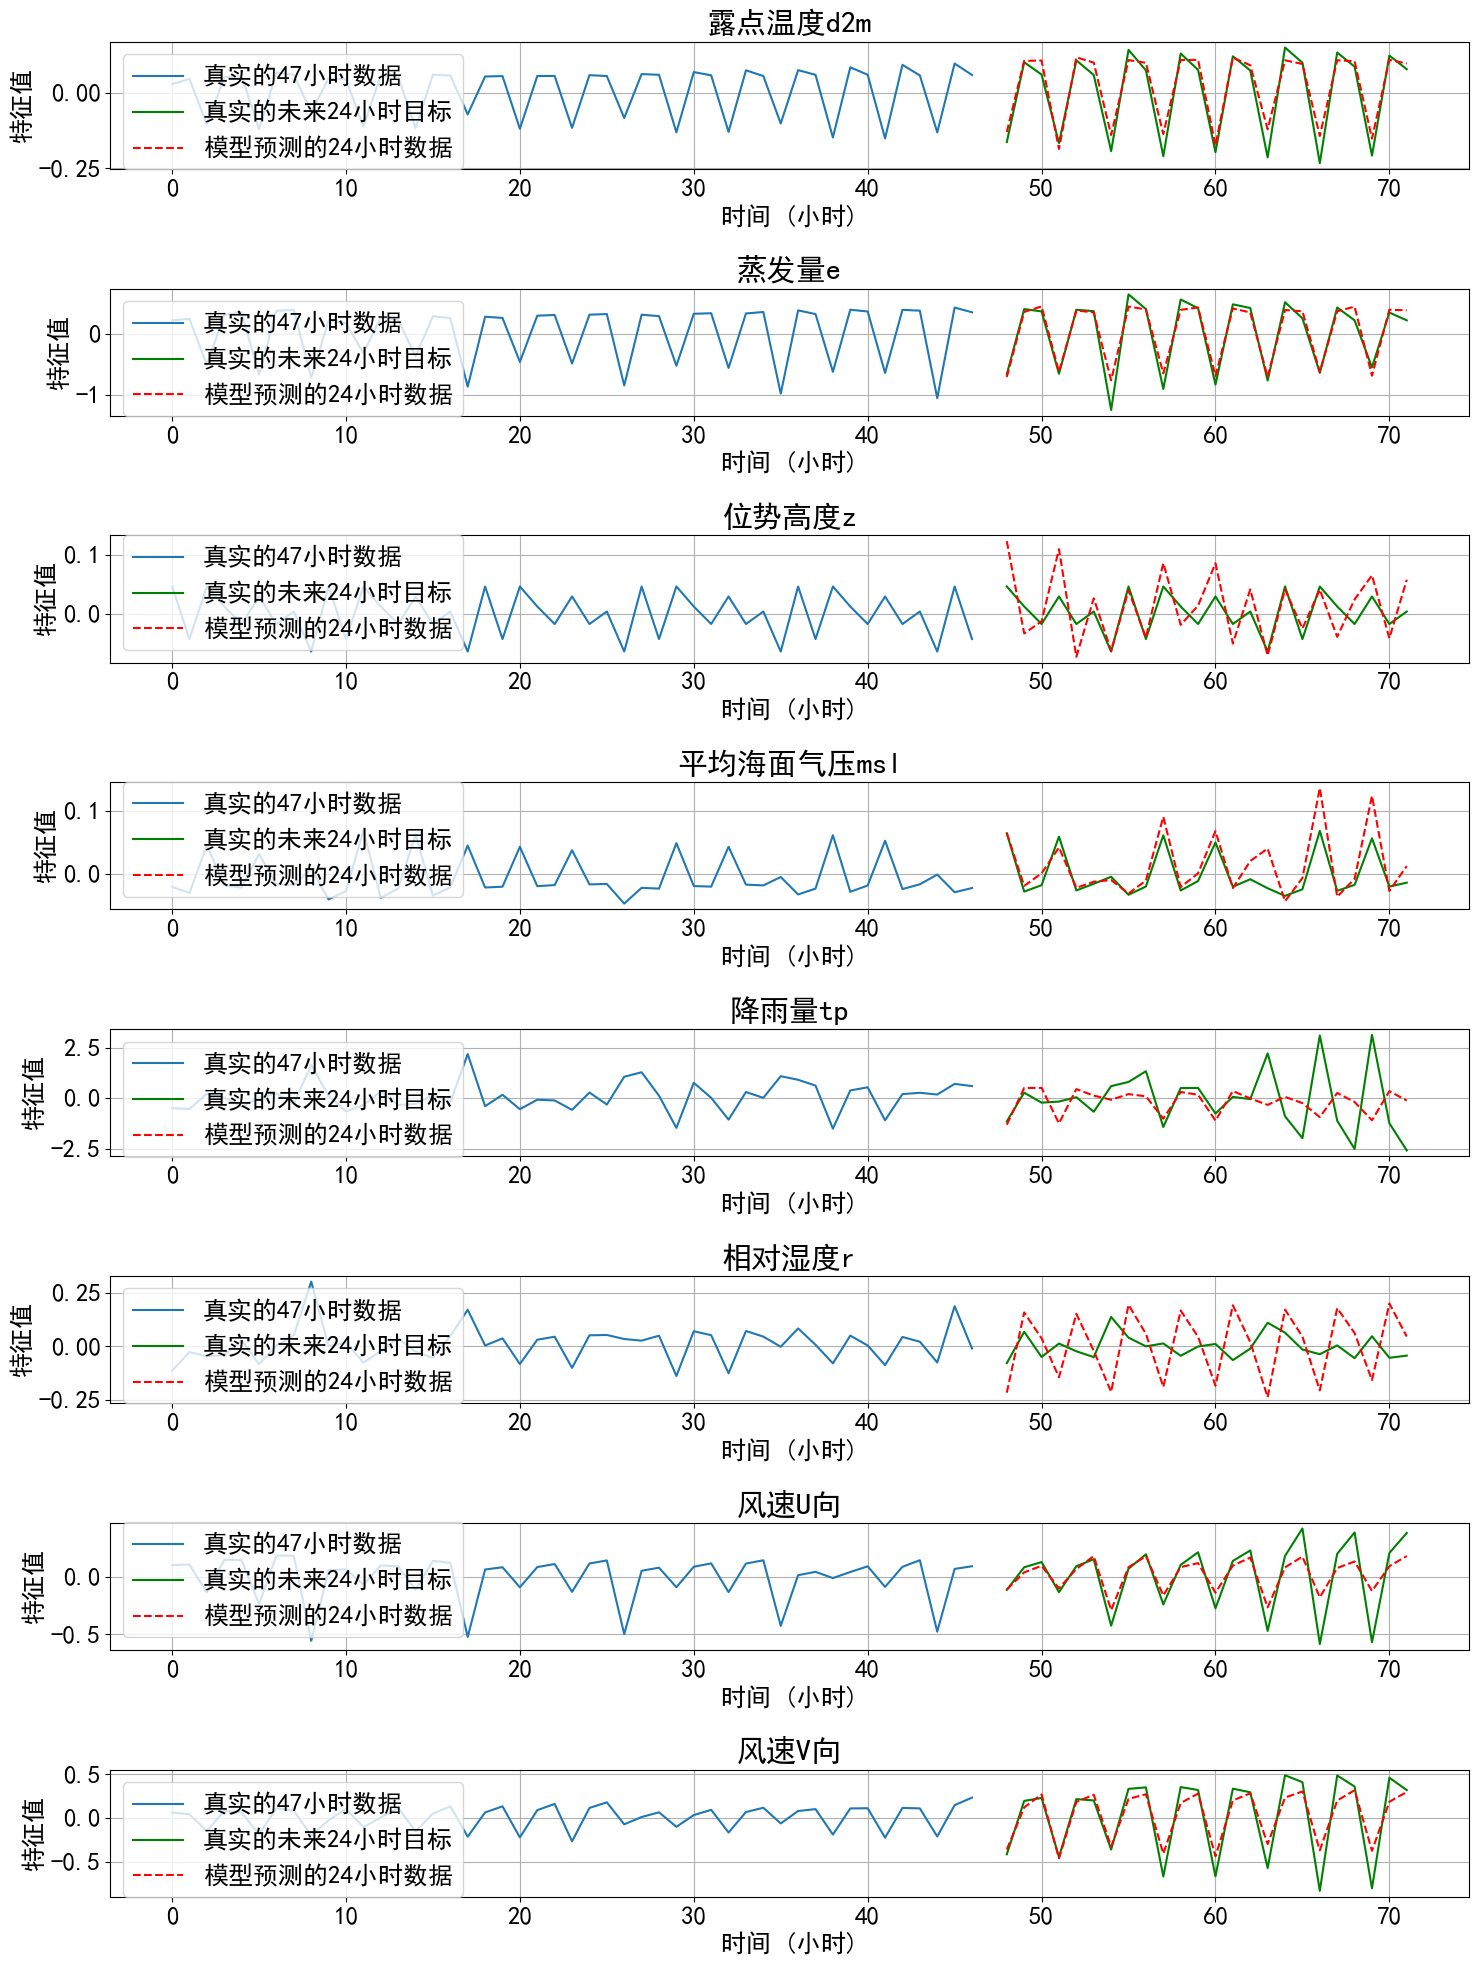 露点温度d2m
特征值
0.00
-0.25
真实的47小时数据
真实的未来24小时目标
模型预测的24小时数据
0 10 20 30 40 50 60 70
时间 (小时)
蒸发量e
特征值
0
-1
真实的47小时数据
真实的未来24小时目标
模型预测的24小时数据
0 10 20 30 40 50 60 70
时间 (小时)
位势高度z
特征值
0.1
0.0
真实的47小时数据
真实的未来24小时目标
模型预测的24小时数据
0 10 20 30 40 50 60 70
时间 (小时)
平均海面气压msl
特征值
0.1
0.0
真实的47小时数据
真实的未来24小时目标
模型预测的24小时数据
0 10 20 30 40 50 60 70
时间 (小时)
降雨量tp
特征值
2.5
0.0
-2.5
真实的47小时数据
真实的未来24小时目标
模型预测的24小时数据
0 10 20 30 40 50 60 70
时间 (小时)
相对湿度r
特征值
0.25
0.00
-0.25
真实的47小时数据
真实的未来24小时目标
模型预测的24小时数据
0 10 20 30 40 50 60 70
时间 (小时)
风速U向
特征值
0.0
-0.5
真实的47小时数据
真实的未来24小时目标
模型预测的24小时数据
0 10 20 30 40 50 60 70
时间 (小时)
风速V向
特征值
0.5
0.0
-0.5
真实的47小时数据
真实的未来24小时目标
模型预测的24小时数据
0 10 20 30 40 50 60 70
时间 (小时)